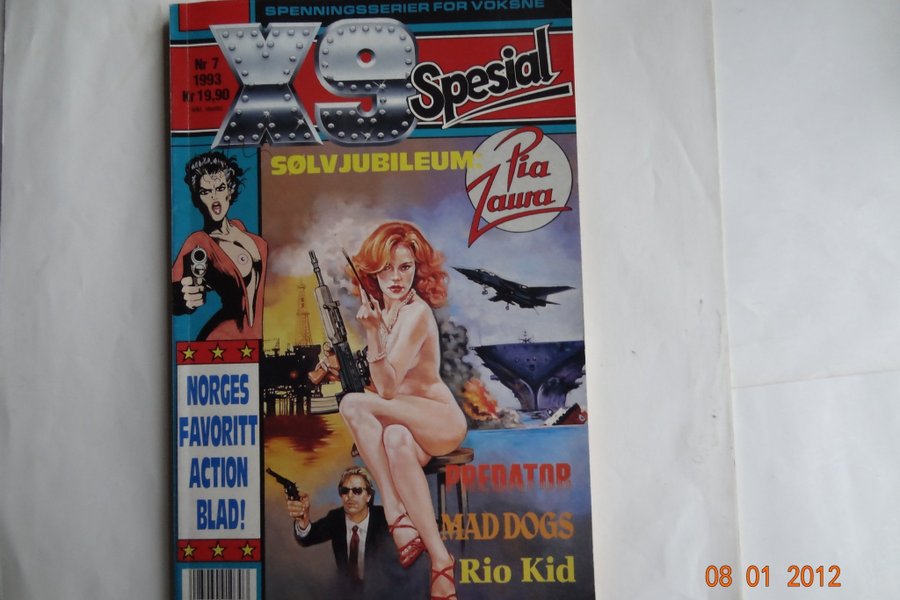 SPENNINGSSERIER FOR VOKSNE
X9
Spesial
Nr 7
1993
Kr 19,90
SØLVJUBILEUM:
Pia
Zaura
NORGES
FAVORITT
ACTION
BLAD!
PREDATOR
MAD DOGS
Rio Kid
08 01 2012